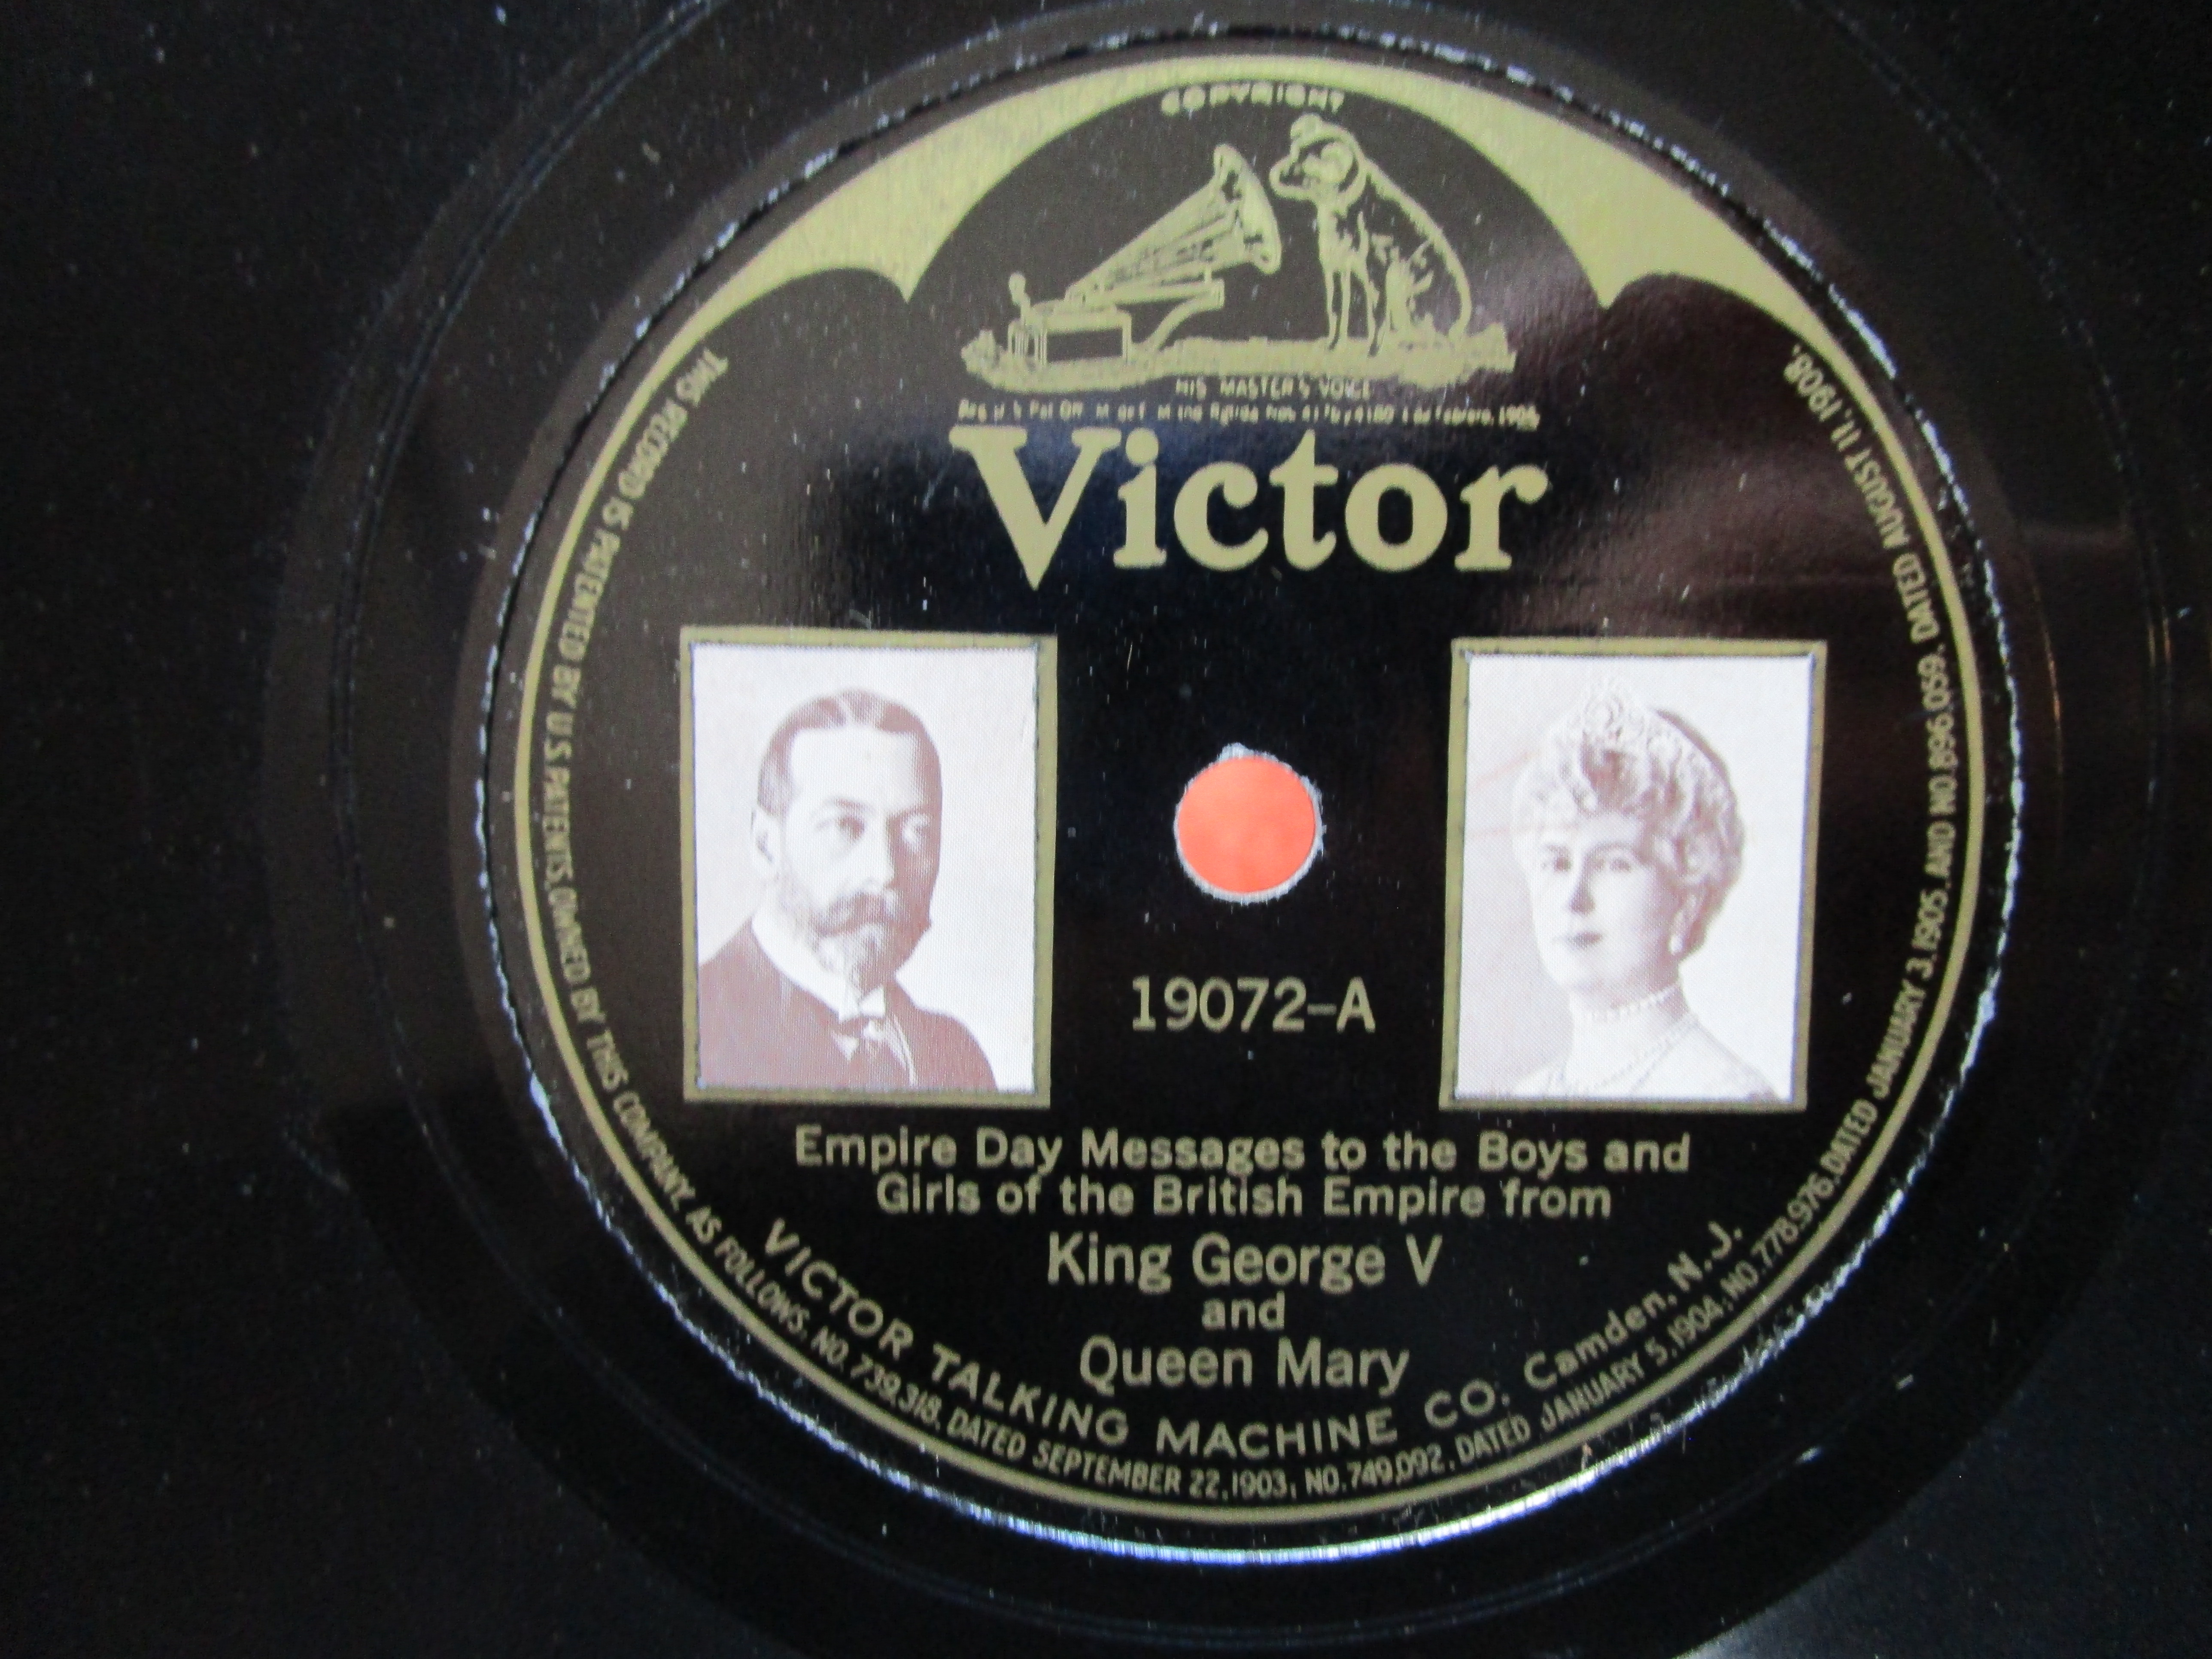 COPYRIGHT
HIS MASTER'S VOICE
Victor
19072-A
Empire Day Messages to the Boys and
Girls of the British Empire from
King George V
and
Queen Mary
VICTOR TALKING MACHINE CO. Camden, N.J.
THIS RECORD IS PATENTED BY U.S. PATENTS, OWNED BY THIS COMPANY, AS FOLLOWS, NO. 739,318, DATED SEPTEMBER 22, 1903, NO. 749,092, DATED JANUARY 5, 1904, NO. 778,976, DATED JANUARY 3, 1905, AND NO. 896,059, DATED AUGUST 11, 1908.